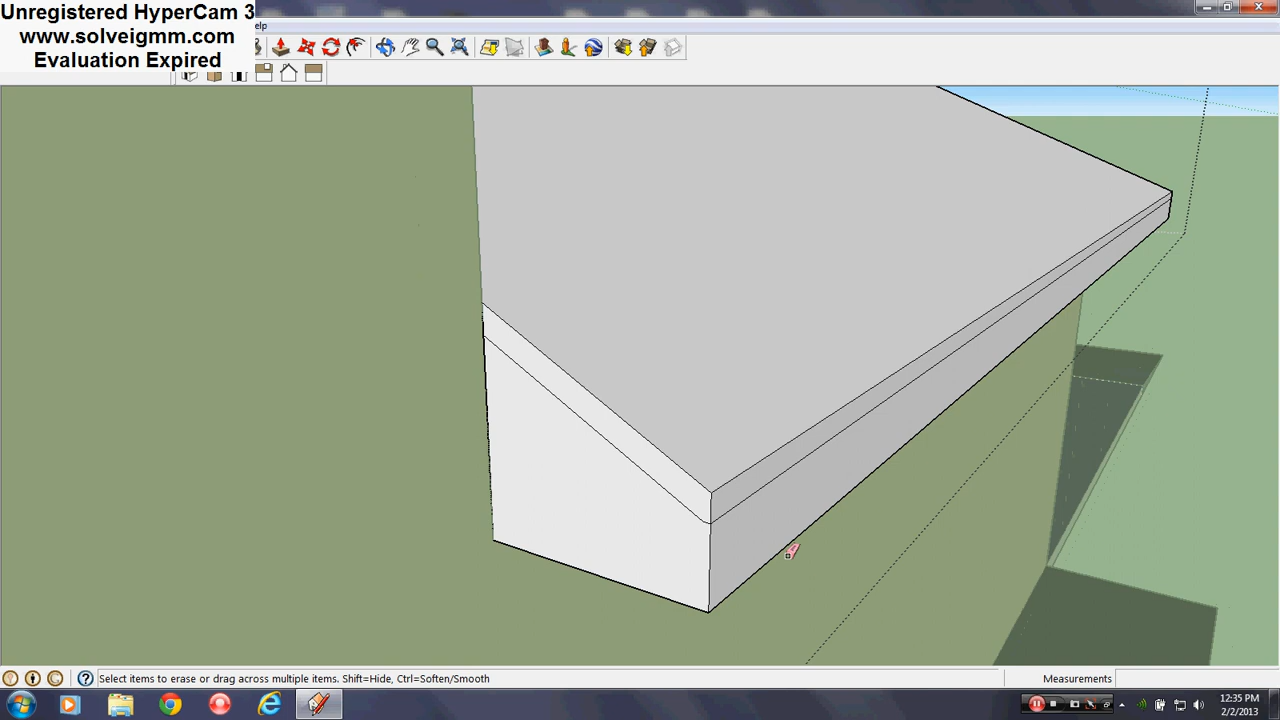 Unregistered HyperCam 3
www.solveigmm.com
Evaluation Expired
elp
Select items to erase or drag across multiple items. Shift=Hide, Ctrl=Soften/Smooth
Measurements
12:35 PM
2/2/2013